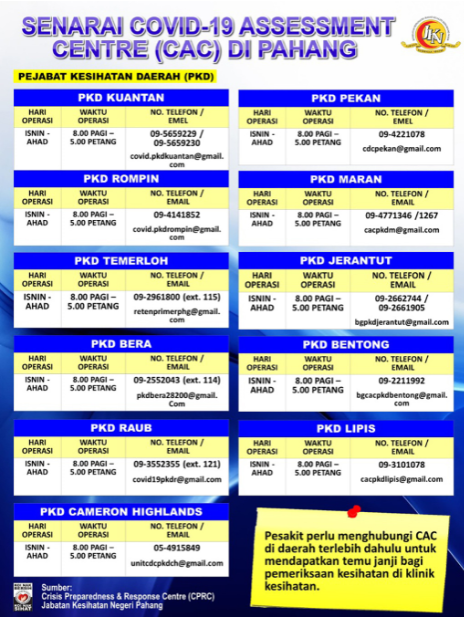 SENARAI COVID-19 ASSESSMENT
CENTRE (CAC) DI PAHANG
PEJABAT KESIHATAN DAERAH (PKD)
PKD KUANTAN
HARI OPERASI WAKTU OPERASI NO. TELEFON / EMEL
ISNIN - AHAD 8.00 PAGI – 5.00 PETANG 09-5659229 / 09-5659230
covid.pkdkuantan@gmail.com
PKD PEKAN
HARI OPERASI WAKTU OPERASI NO. TELEFON / EMEL
ISNIN - AHAD 8.00 PAGI – 5.00 PETANG 09-4221078
cdcpekan@gmail.com
PKD ROMPIN
HARI OPERASI WAKTU OPERASI NO. TELEFON / EMAIL
ISNIN - AHAD 8.00 PAGI – 5.00 PETANG 09-4141852
covid.pkdrompin@gmail.com
PKD MARAN
HARI OPERASI WAKTU OPERASI NO. TELEFON / EMAIL
ISNIN - AHAD 8.00 PAGI – 5.00 PETANG 09-4771346 /1267
cacpkdm@gmail.com
PKD TEMERLOH
HARI OPERASI WAKTU OPERASI NO. TELEFON / EMAIL
ISNIN - AHAD 8.00 PAGI – 5.00 PETANG 09-2961800 (ext. 115)
retenprimerphg@gmail.com
PKD JERANTUT
HARI OPERASI WAKTU OPERASI NO. TELEFON / EMAIL
ISNIN - AHAD 8.00 PAGI – 5.00 PETANG 09-2662744 / 09-2661905
bgpkdjerantut@gmail.com
PKD BERA
HARI OPERASI WAKTU OPERASI NO. TELEFON / EMAIL
ISNIN - AHAD 8.00 PAGI – 5.00 PETANG 09-2552043 (ext. 114)
pkdbera28200@gmail.Com
PKD BENTONG
HARI OPERASI WAKTU OPERASI NO. TELEFON / EMAIL
ISNIN - AHAD 8.00 PAGI – 5.00 PETANG 09-2211992
bgcacpkdbentong@gmail.com
PKD RAUB
HARI OPERASI WAKTU OPERASI NO. TELEFON / EMAIL
ISNIN - AHAD 8.00 PAGI – 5.00 PETANG 09-3552355 (ext. 121)
covid19pkdr@gmail.com
PKD LIPIS
HARI OPERASI WAKTU OPERASI NO. TELEFON / EMAIL
ISNIN - AHAD 8.00 PAGI – 5.00 PETANG 09-3101078
cacpkdlipis@gmail.com
PKD CAMERON HIGHLANDS
HARI OPERASI WAKTU OPERASI NO. TELEFON / EMAIL
ISNIN - AHAD 8.00 PAGI – 5.00 PETANG 05-4915849
unitcdcpkdch@gmail.com
Pesakit perlu menghubungi CAC
di daerah terlebih dahulu untuk
mendapatkan temu janji bagi
pemeriksaan kesihatan di klinik
kesihatan.
Sumber:
Crisis Preparedness & Response Centre (CPRC)
Jabatan Kesihatan Negeri Pahang